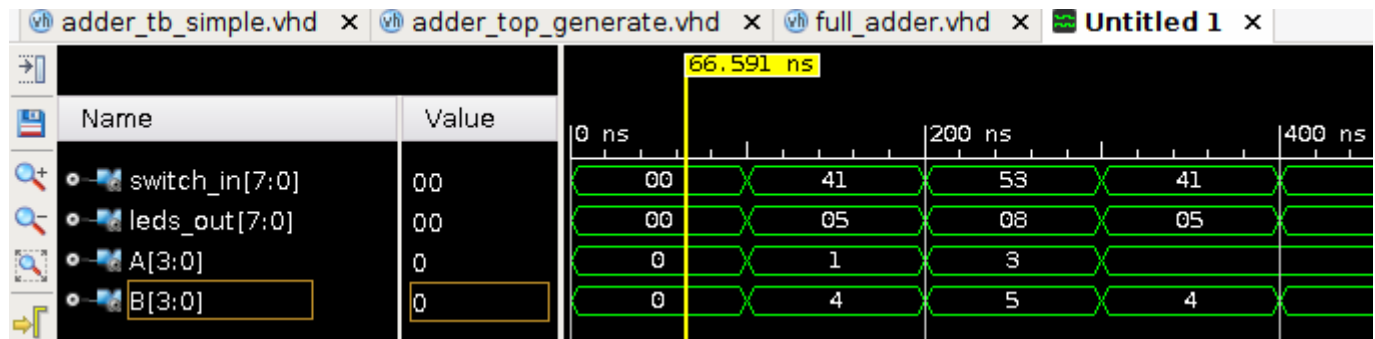 adder_tb_simple.vhd x adder_top_generate.vhd x full_adder.vhd x Untitled 1 x
66.591 ns
Name Value 0 ns 200 ns 400 ns
switch_in[7:0] 00 00 41 53 41
leds_out[7:0] 00 00 05 08 05
A[3:0] 0 0 1 3
B[3:0] 0 0 4 5 4